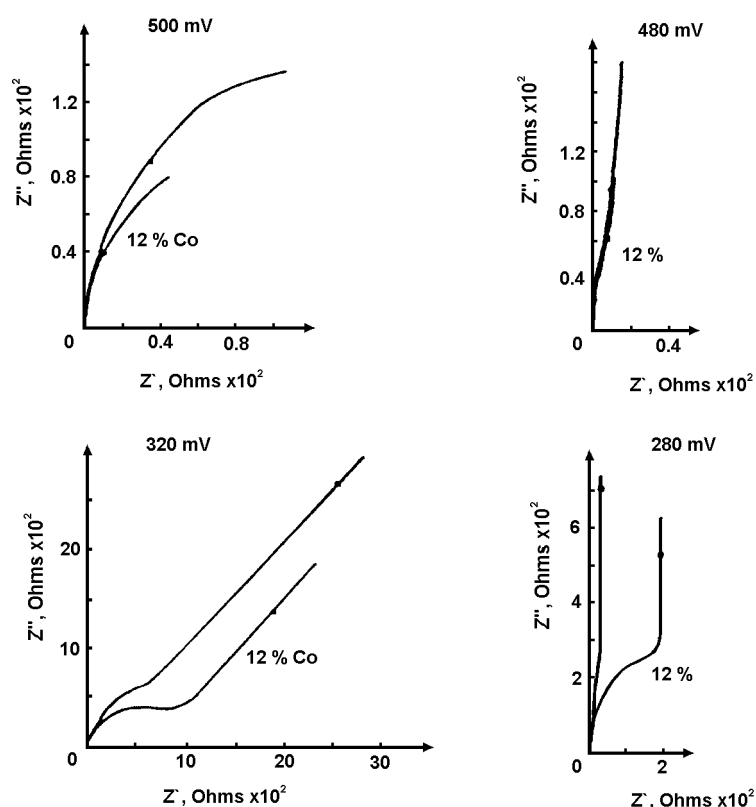 500 mV
Z'', Ohms x10²
1.2
0.8
0.4
0
12 % Co
0.4 0.8
Z`, Ohms x10²
480 mV
Z'', Ohms x10²
1.2
0.8
0.4
0
12 %
0.4
Z`, Ohms x10²
320 mV
Z'', Ohms x10²
20
10
0
12 % Co
10 20 30
Z`, Ohms x10²
280 mV
Z'', Ohms x10²
6
4
2
0
12 %
2
Z`, Ohms x10²